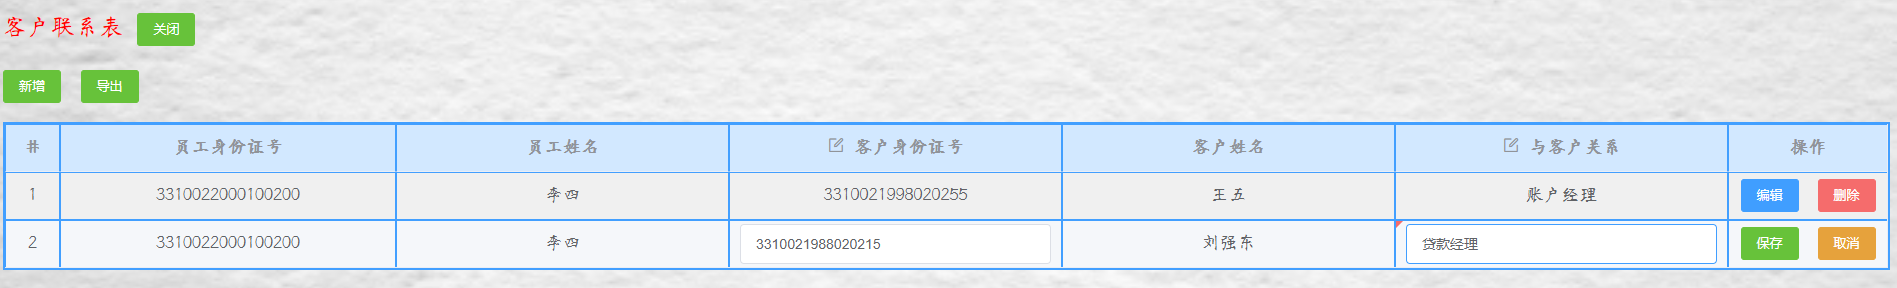 客户联系表 关闭
新增 导出
# 员工身份证号 员工姓名 客户身份证号 客户姓名 与客户关系 操作
1 3310022000100200 李四 3310021998020255 王五 账户经理 编辑 删除
2 3310022000100200 李四 3310021988020215 刘强东 贷款经理 保存 取消